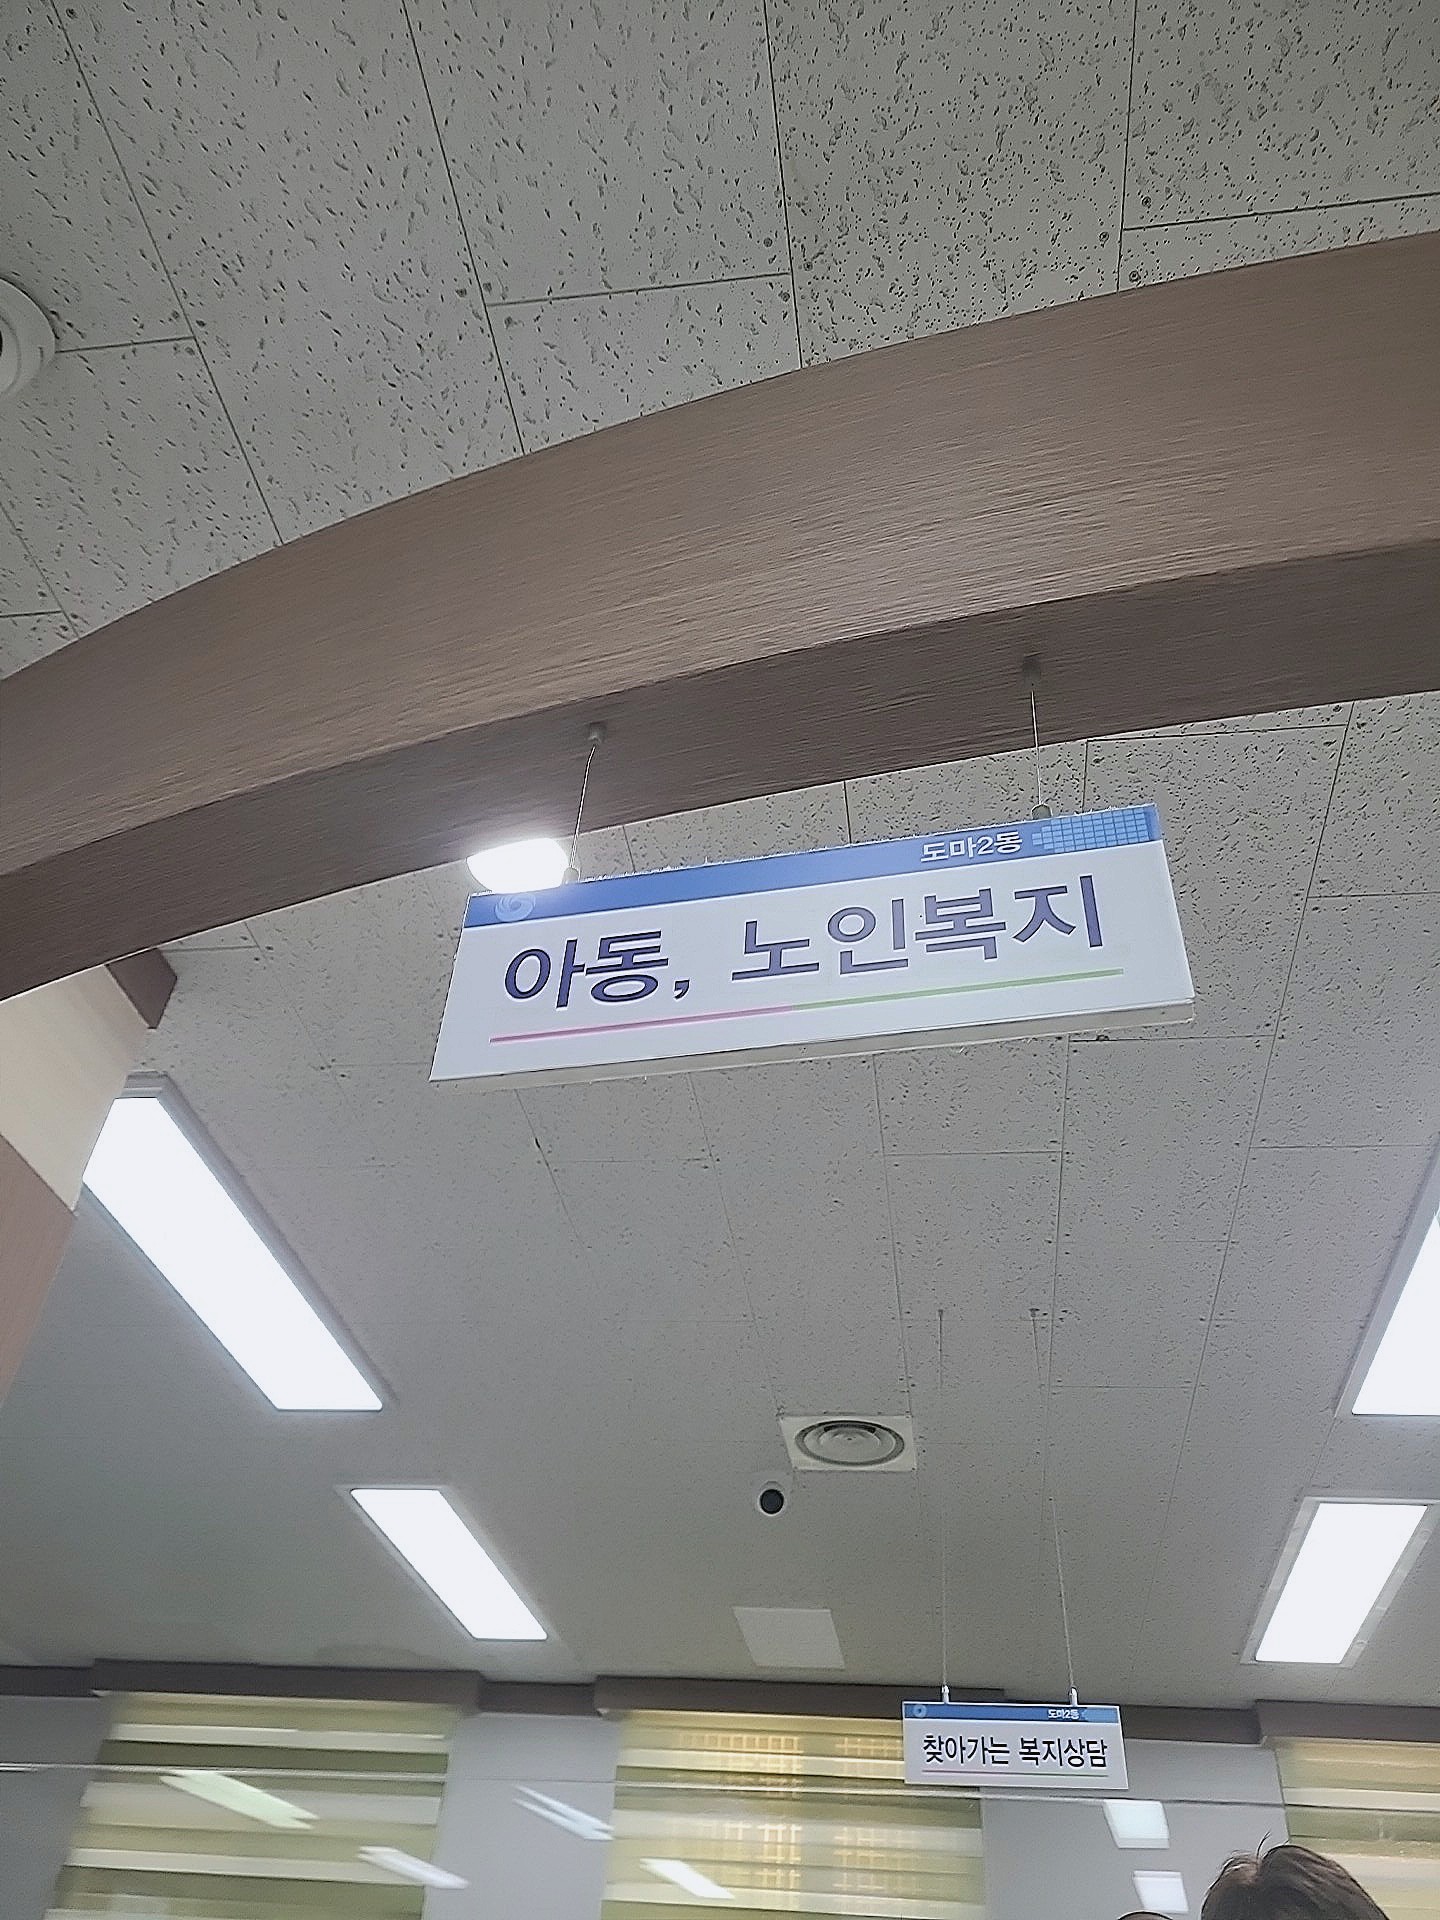 도마2동
아동, 노인복지
도마2동
찾아가는 복지상담